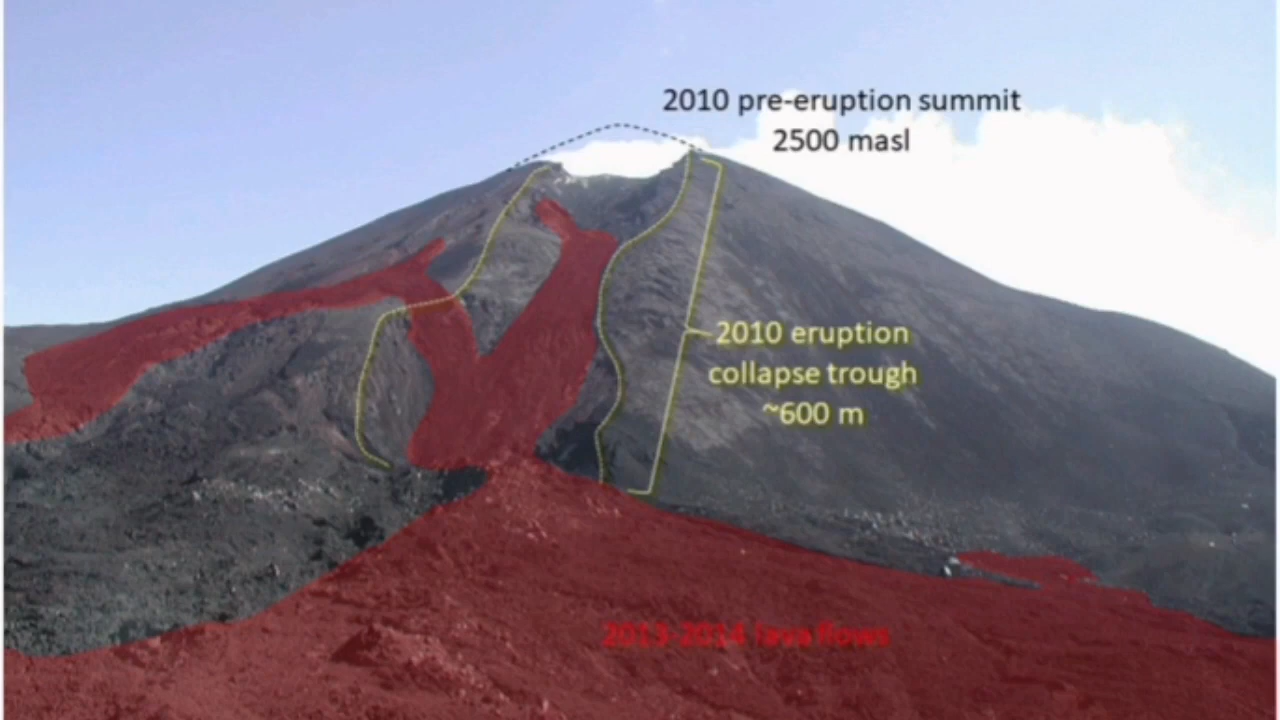 2010 pre-eruption summit
2500 masl
2010 eruption
collapse trough
~600 m
2013-2014 lava flows